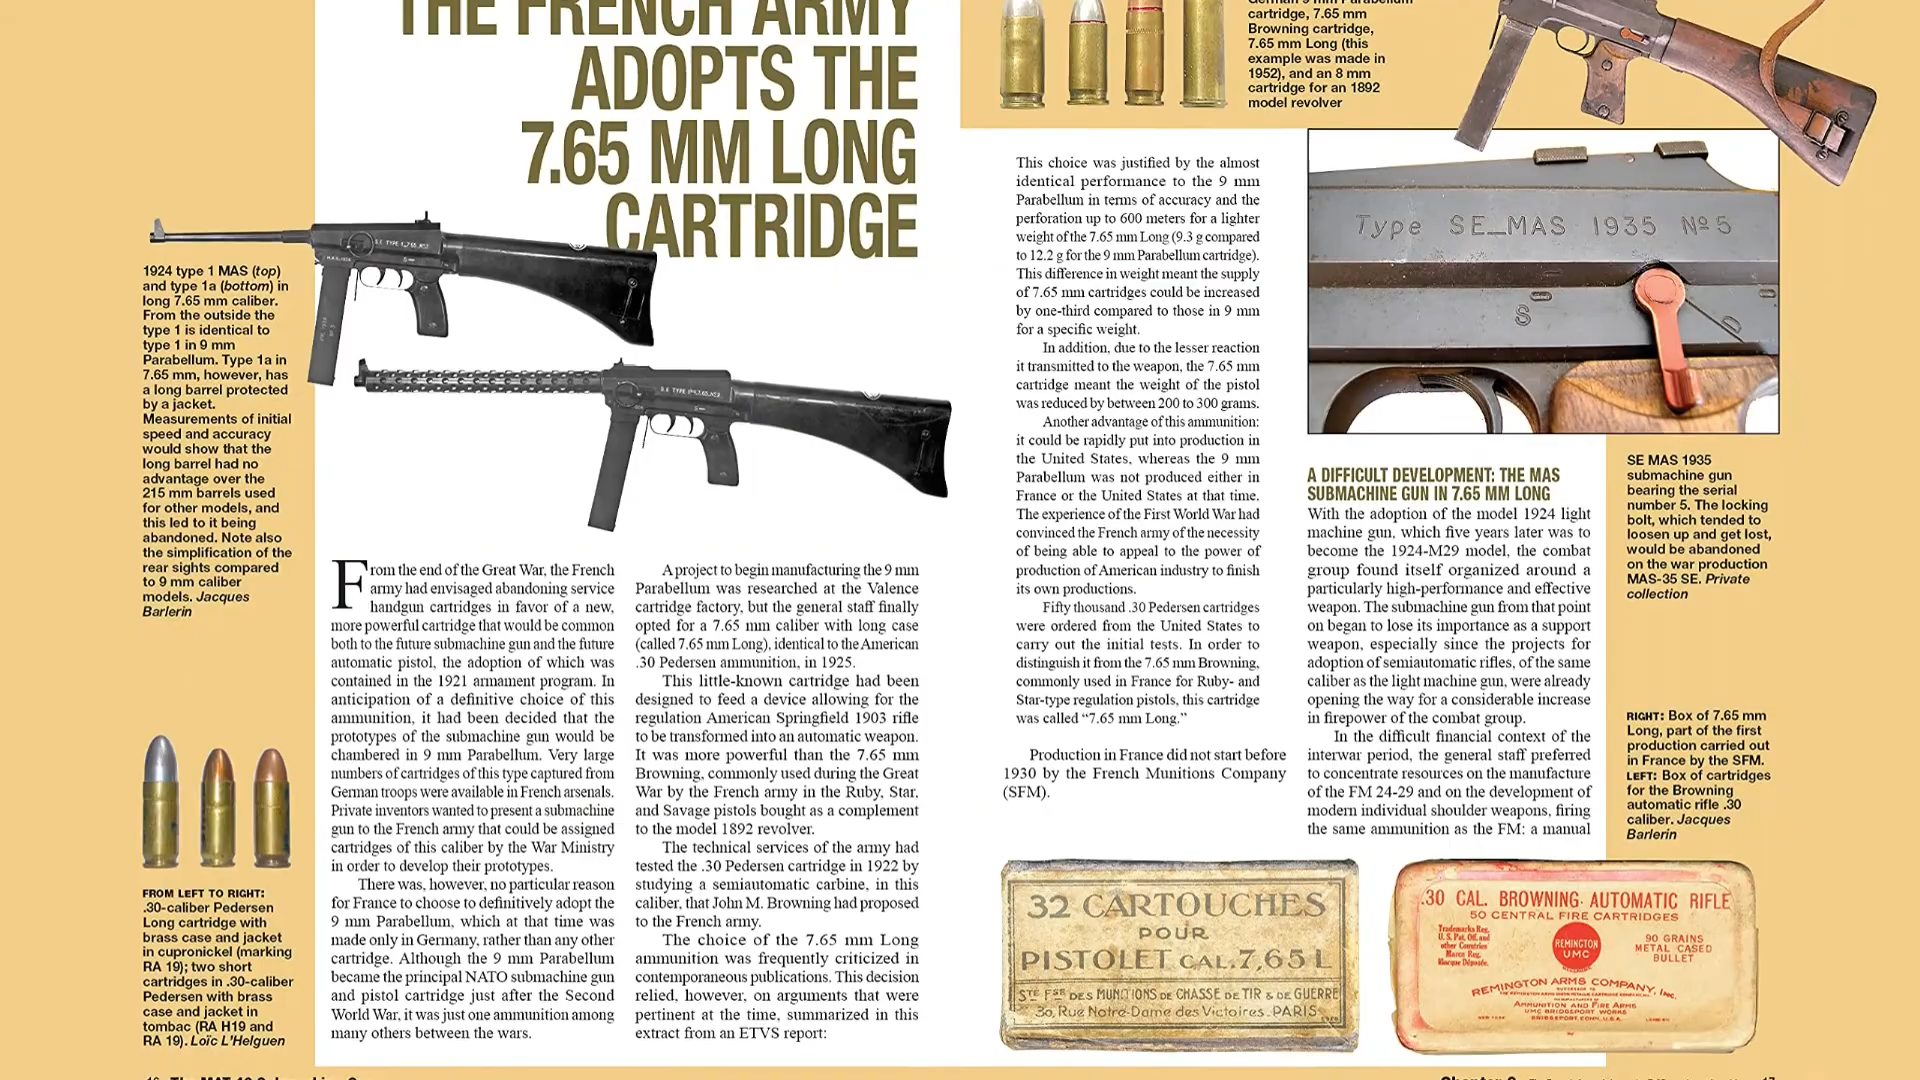 THE FRENCH ARMY
ADOPTS THE
7.65 MM LONG
CARTRIDGE
1924 type 1 MAS (top)
and type 1a (bottom) in
long 7.65 mm caliber.
From the outside the
type 1 is identical to
type 1 in 9 mm
Parabellum. Type 1a in
7.65 mm, however, has
a long barrel protected
by a jacket.
Measurements of initial
speed and accuracy
would show that the
long barrel had no
advantage over the
215 mm barrels used
for other models, and
this led to it being
abandoned. Note also
the simplification of the
rear sights compared
to 9 mm caliber
models. Jacques
Barlerin
FROM LEFT TO RIGHT:
.30-caliber Pedersen
Long cartridge with
brass case and jacket
in cupronickel (marking
RA 19); two short
cartridges in .30-caliber
Pedersen with brass
case and jacket in
tombac (RA H19 and
RA 19). Loïc L'Helguen
From the end of the Great War, the French
army had envisaged abandoning service
handgun cartridges in favor of a new,
more powerful cartridge that would be common
both to the future submachine gun and the future
automatic pistol, the adoption of which was
contained in the 1921 armament program. In
anticipation of a definitive choice of this
ammunition, it had been decided that the
prototypes of the submachine gun would be
chambered in 9 mm Parabellum. Very large
numbers of cartridges of this type captured from
German troops were available in French arsenals.
Private inventors wanted to present a submachine
gun to the French army that could be assigned
cartridges of this caliber by the War Ministry
in order to develop their prototypes.
There was, however, no particular reason
for France to choose to definitively adopt the
9 mm Parabellum, which at that time was
made only in Germany, rather than any other
cartridge. Although the 9 mm Parabellum
became the principal NATO submachine gun
and pistol cartridge just after the Second
World War, it was just one ammunition among
many others between the wars.
A project to begin manufacturing the 9 mm
Parabellum was researched at the Valence
cartridge factory, but the general staff finally
opted for a 7.65 mm caliber with long case
(called 7.65 mm Long), identical to the American
.30 Pedersen ammunition, in 1925.
This little-known cartridge had been
designed to feed a device allowing for the
regulation American Springfield 1903 rifle
to be transformed into an automatic weapon.
It was more powerful than the 7.65 mm
Browning, commonly used during the Great
War by the French army in the Ruby, Star,
and Savage pistols bought as a complement
to the model 1892 revolver.
The technical services of the army had
tested the .30 Pedersen cartridge in 1922 by
studying a semiautomatic carbine, in this
caliber, that John M. Browning had proposed
to the French army.
The choice of the 7.65 mm Long
ammunition was frequently criticized in
contemporaneous publications. This decision
relied, however, on arguments that were
pertinent at the time, summarized in this
extract from an ETVS report:
German 9 mm Parabellum
cartridge, 7.65 mm
Browning cartridge,
7.65 mm Long (this
example was made in
1952), and an 8 mm
cartridge for an 1892
model revolver
This choice was justified by the almost
identical performance to the 9 mm
Parabellum in terms of accuracy and the
perforation up to 600 meters for a lighter
weight of the 7.65 mm Long (9.3 g compared
to 12.2 g for the 9 mm Parabellum cartridge).
This difference in weight meant the supply
of 7.65 mm cartridges could be increased
by one-third compared to those in 9 mm
for a specific weight.
In addition, due to the lesser reaction
it transmitted to the weapon, the 7.65 mm
cartridge meant the weight of the pistol
was reduced by between 200 to 300 grams.
Another advantage of this ammunition:
it could be rapidly put into production in
the United States, whereas the 9 mm
Parabellum was not produced either in
France or the United States at that time.
The experience of the First World War had
convinced the French army of the necessity
of being able to appeal to the power of
production of American industry to finish
its own productions.
Fifty thousand .30 Pedersen cartridges
were ordered from the United States to
carry out the initial tests. In order to
distinguish it from the 7.65 mm Browning,
commonly used in France for Ruby- and
Star-type regulation pistols, this cartridge
was called “7.65 mm Long.”
Production in France did not start before
1930 by the French Munitions Company
(SFM).
Type SE_MAS 1935 Nº 5
S
D
A DIFFICULT DEVELOPMENT: THE MAS
SUBMACHINE GUN IN 7.65 MM LONG
With the adoption of the model 1924 light
machine gun, which five years later was to
become the 1924-M29 model, the combat
group found itself organized around a
particularly high-performance and effective
weapon. The submachine gun from that point
on began to lose its importance as a support
weapon, especially since the projects for
adoption of semiautomatic rifles, of the same
caliber as the light machine gun, were already
opening the way for a considerable increase
in firepower of the combat group.
In the difficult financial context of the
interwar period, the general staff preferred
to concentrate resources on the manufacture
of the FM 24-29 and on the development of
modern individual shoulder weapons, firing
the same ammunition as the FM: a manual
SE MAS 1935
submachine gun
bearing the serial
number 5. The locking
bolt, which tended to
loosen up and get lost,
would be abandoned
on the war production
MAS-35 SE. Private
collection
RIGHT: Box of 7.65 mm
Long, part of the first
production carried out
in France by the SFM.
LEFT: Box of cartridges
for the Browning
automatic rifle .30
caliber. Jacques
Barlerin
32 CARTOUCHES
POUR
PISTOLET CAL.7,65 L
STE FSE DES MUNITIONS DE CHASSE DE TIR & DE GUERRE
30, Rue Notre-Dame des Victoires_PARIS
.30 CAL. BROWNING AUTOMATIC RIFLE
50 CENTRAL FIRE CARTRIDGES
Trademarks Reg.
U.S. Pat. Off. and
other Countries
Marca Reg.
Marque Déposée.
REMINGTON
UMC
90 GRAINS
METAL CASED
BULLET
REMINGTON ARMS COMPANY, Inc.
AMMUNITION AND FIRE ARMS
UMC BRIDGEPORT WORKS
BRIDGEPORT, CONN., U.S.A.